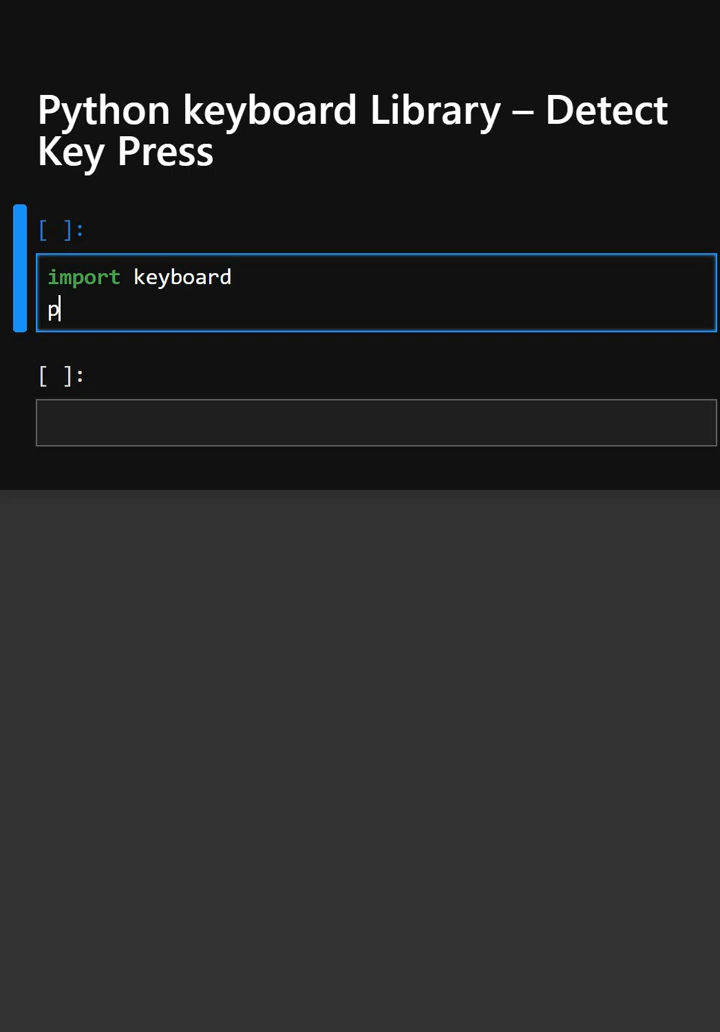 Python keyboard Library – Detect
Key Press
[ ]:
import keyboard
p
[ ]: